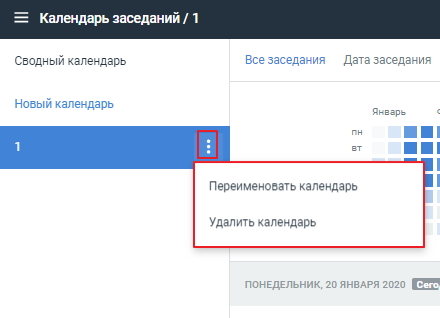 Календарь заседаний / 1
Сводный календарь
Все заседания
Дата заседания
Новый календарь
Январь
пн
1
вт
Переименовать календарь
Удалить календарь
ПОНЕДЕЛЬНИК, 20 ЯНВАРЯ 2020